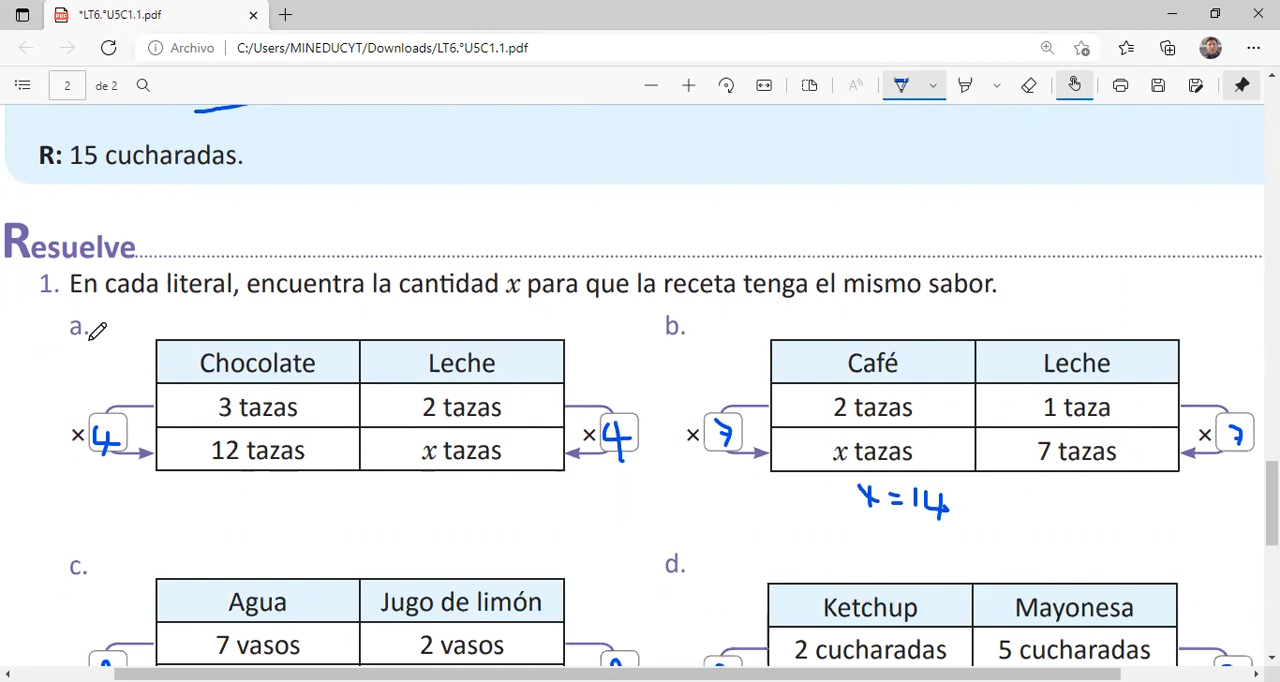 *LT6.°U5C1.1.pdf
Archivo C:/Users/MINEDUCYT/Downloads/LT6.°U5C1.1.pdf
2 de 2
R: 15 cucharadas.
Resuelve
1. En cada literal, encuentra la cantidad x para que la receta tenga el mismo sabor.
a.
Chocolate Leche
3 tazas 2 tazas
× 4 12 tazas x tazas × 4
b.
Café Leche
2 tazas 1 taza
× 7 x tazas 7 tazas × 7
x = 14
c.
Agua Jugo de limón
7 vasos 2 vasos
d.
Ketchup Mayonesa
2 cucharadas 5 cucharadas